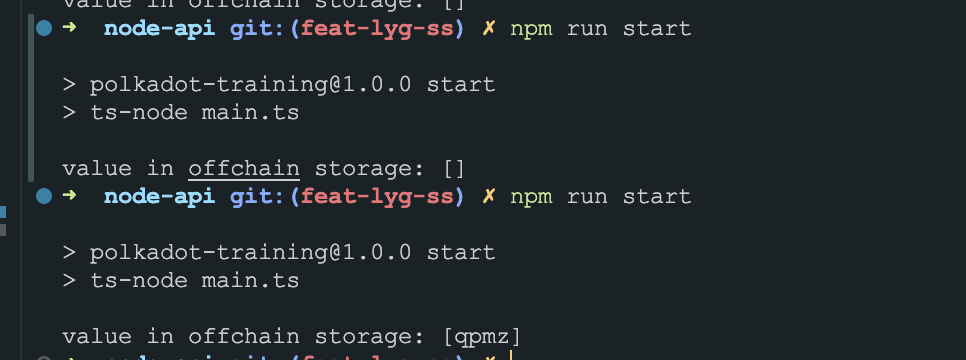 value in offchain storage: []
➜  node-api git:(feat-lyg-ss) ✗ npm run start
> polkadot-training@1.0.0 start
> ts-node main.ts
value in offchain storage: []
➜  node-api git:(feat-lyg-ss) ✗ npm run start
> polkadot-training@1.0.0 start
> ts-node main.ts
value in offchain storage: [qpmz]